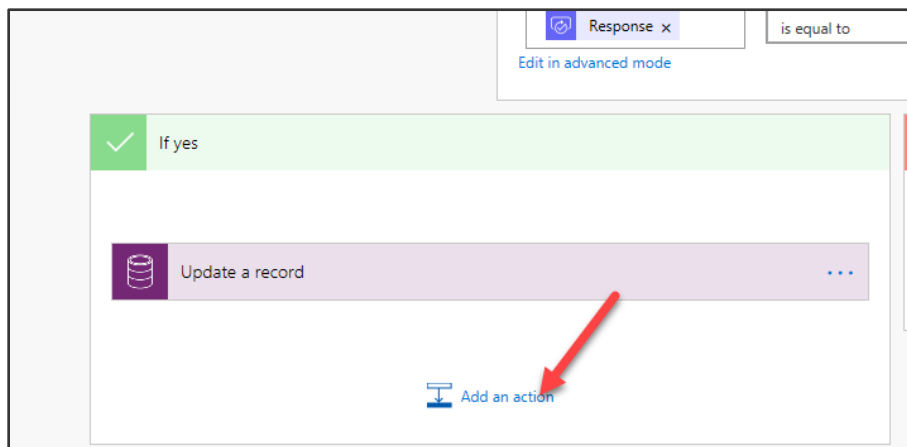 Response x
is equal to
Edit in advanced mode
If yes
Update a record
Add an action